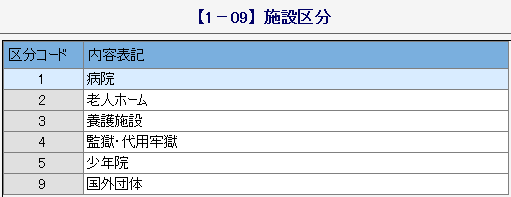 【1－09】施設区分
区分コード 内容表記
1 病院
2 老人ホーム
3 養護施設
4 監獄・代用牢獄
5 少年院
9 国外団体